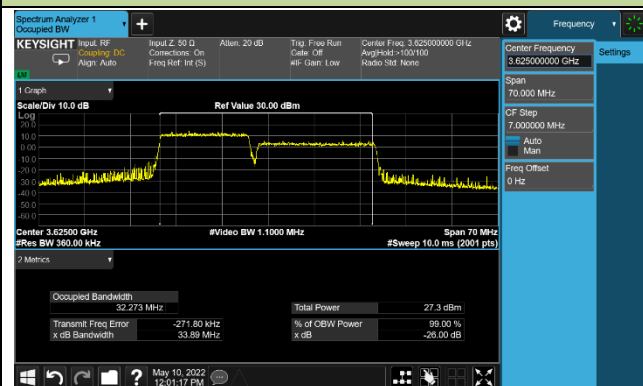 Spectrum Analyzer 1
Occupied BW
Frequency
KEYSIGHT
Input: RF
Coupling: DC
Align: Auto
Input Z: 50 Ω
Corrections: On
Freq Ref: Int (S)
Atten: 20 dB
Trig: Free Run
Gate: Off
#IF Gain: Low
Center Freq: 3.625000000 GHz
Avg|Hold:>100/100
Radio Std: None
Center Frequency
3.625000000 GHz
Settings
Span
70.000 MHz
CF Step
7.000000 MHz
Auto
Man
Freq Offset
0 Hz
1 Graph
Scale/Div 10.0 dB
Ref Value 30.00 dBm
Log
20.0
10.0
0.00
-10.0
-20.0
-30.0
-40.0
-50.0
-60.0
Center 3.62500 GHz
#Video BW 1.1000 MHz
Span 70 MHz
#Res BW 360.00 kHz
#Sweep 10.0 ms (2001 pts)
2 Metrics
Occupied Bandwidth
32.273 MHz
Total Power
27.3 dBm
Transmit Freq Error
-271.80 kHz
% of OBW Power
99.00 %
x dB Bandwidth
33.89 MHz
x dB
-26.00 dB
May 10, 2022
12:01:17 PM